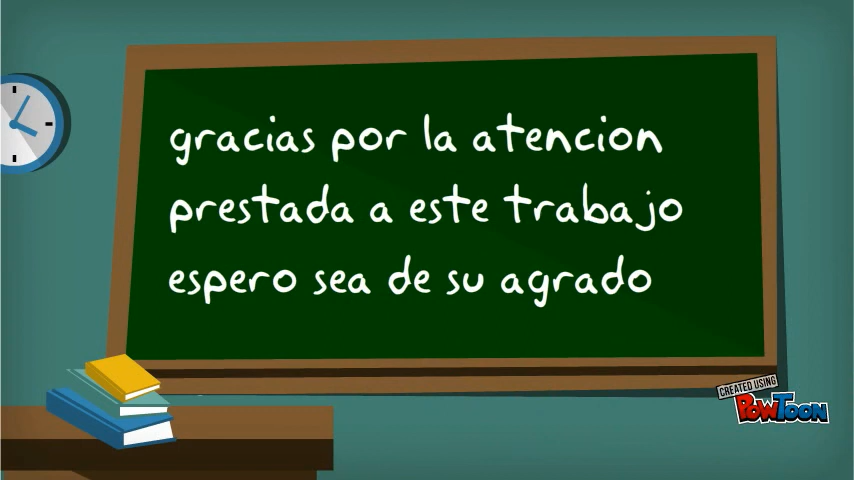 gracias por la atencion
prestada a este trabajo
espero sea de su agrado
CREATED USING
PowToon